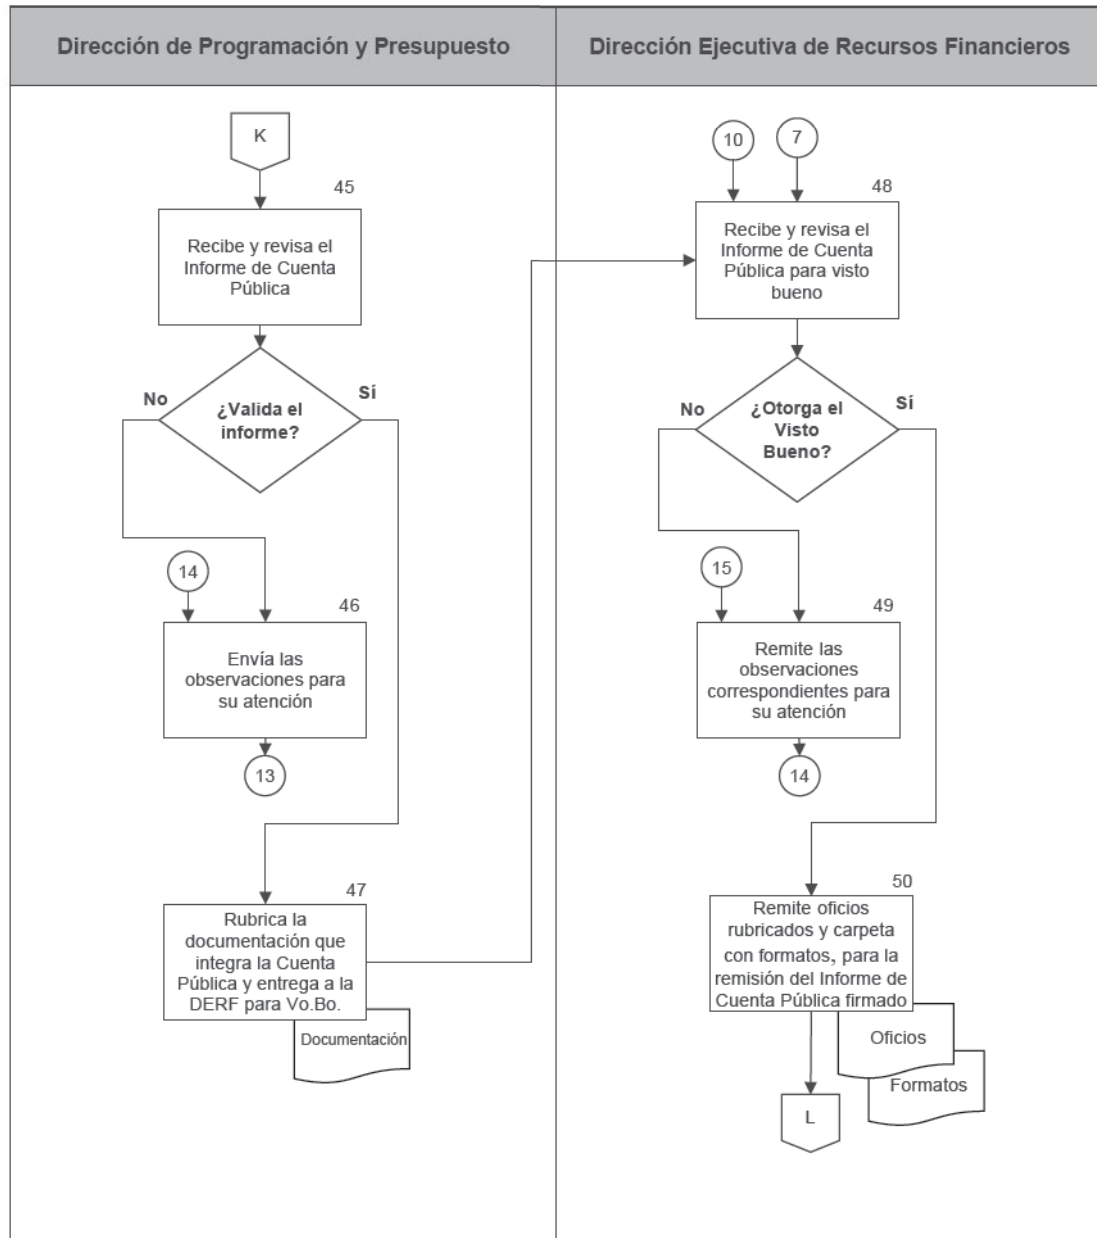 Dirección de Programación y Presupuesto
Dirección Ejecutiva de Recursos Financieros
K
45
Recibe y revisa el
Informe de Cuenta
Pública
No
¿Valida el
informe?
Sí
14
46
Envía las
observaciones para
su atención
13
47
Rubrica la
documentación que
integra la Cuenta
Pública y entrega a la
DERF para Vo.Bo.
Documentación
10
7
48
Recibe y revisa el
Informe de Cuenta
Pública para visto
bueno
No
¿Otorga el
Visto
Bueno?
Sí
15
49
Remite las
observaciones
correspondientes para
su atención
14
50
Remite oficios
rubricados y carpeta
con formatos, para la
remisión del Informe de
Cuenta Pública firmado
Oficios
Formatos
L